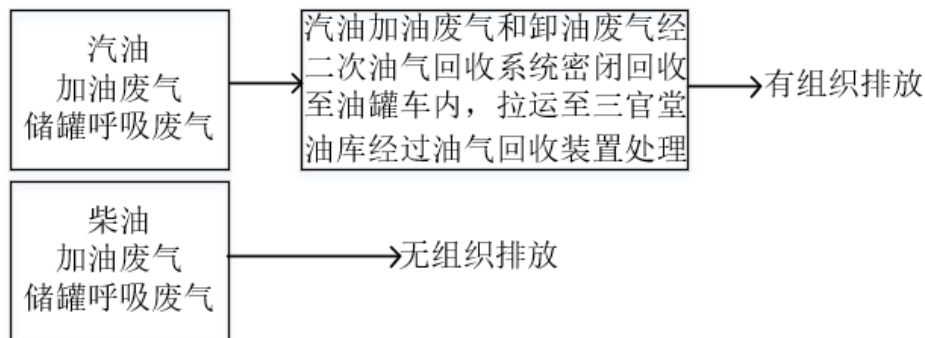 汽油
加油废气
储罐呼吸废气
汽油加油废气和卸油废气经
二次油气回收系统密闭回收
至油罐车内，拉运至三官堂
油库经过油气回收装置处理
有组织排放
柴油
加油废气
储罐呼吸废气
无组织排放